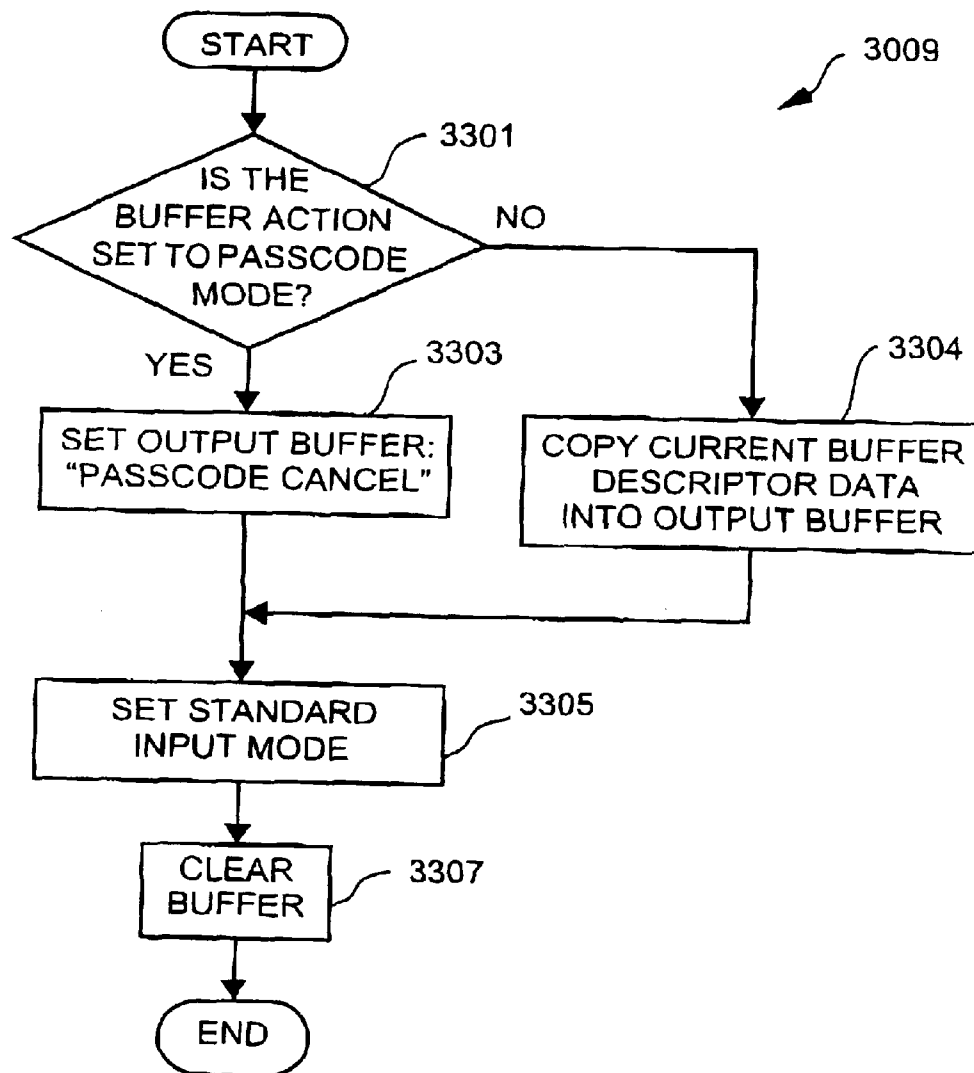 START
3009
3301
IS THE
BUFFER ACTION
SET TO PASSCODE
MODE?
NO
YES
3303
3304
SET OUTPUT BUFFER:
"PASSCODE CANCEL"
COPY CURRENT BUFFER
DESCRIPTOR DATA
INTO OUTPUT BUFFER
SET STANDARD
INPUT MODE
3305
CLEAR
BUFFER
3307
END